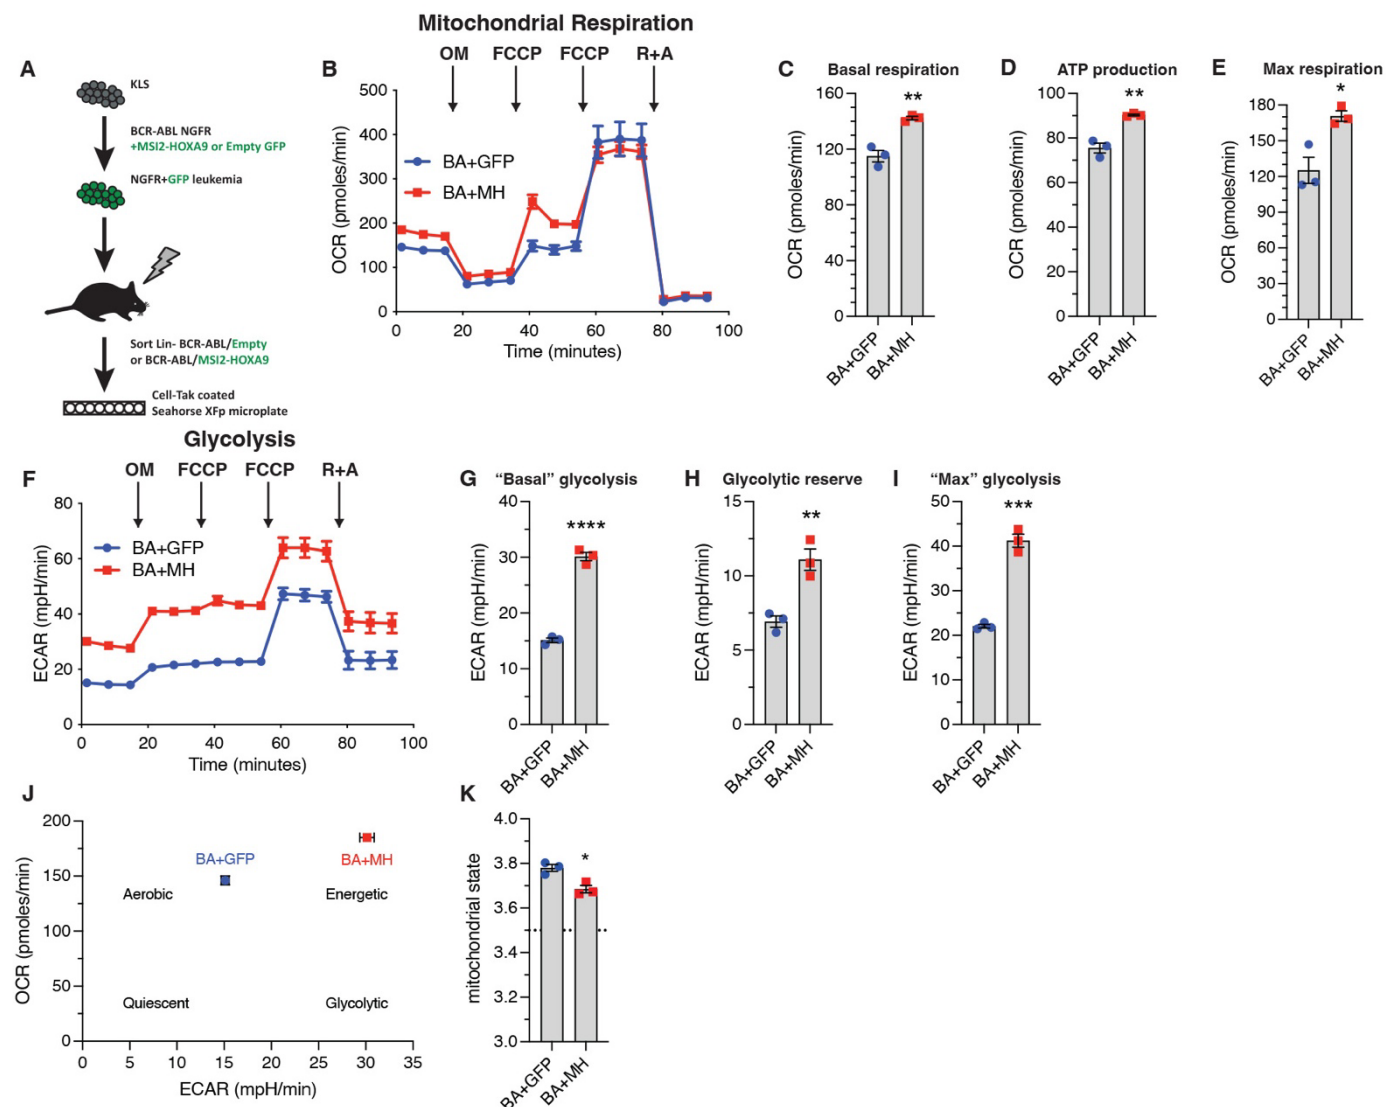 Mitochondrial Respiration
A
KLS
BCR-ABL NGFR
+MSI2-HOXA9 or Empty GFP
NGFR+GFP leukemia
Sort Lin- BCR-ABL/Empty
or BCR-ABL/MSI2-HOXA9
Cell-Tak coated
Seahorse XFp microplate
B
OM FCCP FCCP R+A
500
400
300
200
100
0
OCR (pmoles/min)
BA+GFP
BA+MH
0 20 40 60 80 100
Time (minutes)
C
Basal respiration
**
160
120
80
40
0
OCR (pmoles/min)
BA+GFP
BA+MH
D
ATP production
**
100
80
60
40
20
0
OCR (pmoles/min)
BA+GFP
BA+MH
E
Max respiration
*
180
150
120
90
60
30
0
OCR (pmoles/min)
BA+GFP
BA+MH
Glycolysis
F
OM FCCP FCCP R+A
80
60
40
20
0
ECAR (mpH/min)
BA+GFP
BA+MH
0 20 40 60 80 100
Time (minutes)
G
“Basal” glycolysis
****
40
30
20
10
0
ECAR (mpH/min)
BA+GFP
BA+MH
H
Glycolytic reserve
**
15
10
5
0
ECAR (mpH/min)
BA+GFP
BA+MH
I
“Max” glycolysis
***
50
40
30
20
10
0
ECAR (mpH/min)
BA+GFP
BA+MH
J
200
150
100
50
0
OCR (pmoles/min)
BA+GFP
BA+MH
Aerobic
Energetic
Quiescent
Glycolytic
0 5 10 15 20 25 30 35
ECAR (mpH/min)
K
*
4.0
3.8
3.6
3.4
3.2
3.0
mitochondrial state
BA+GFP
BA+MH